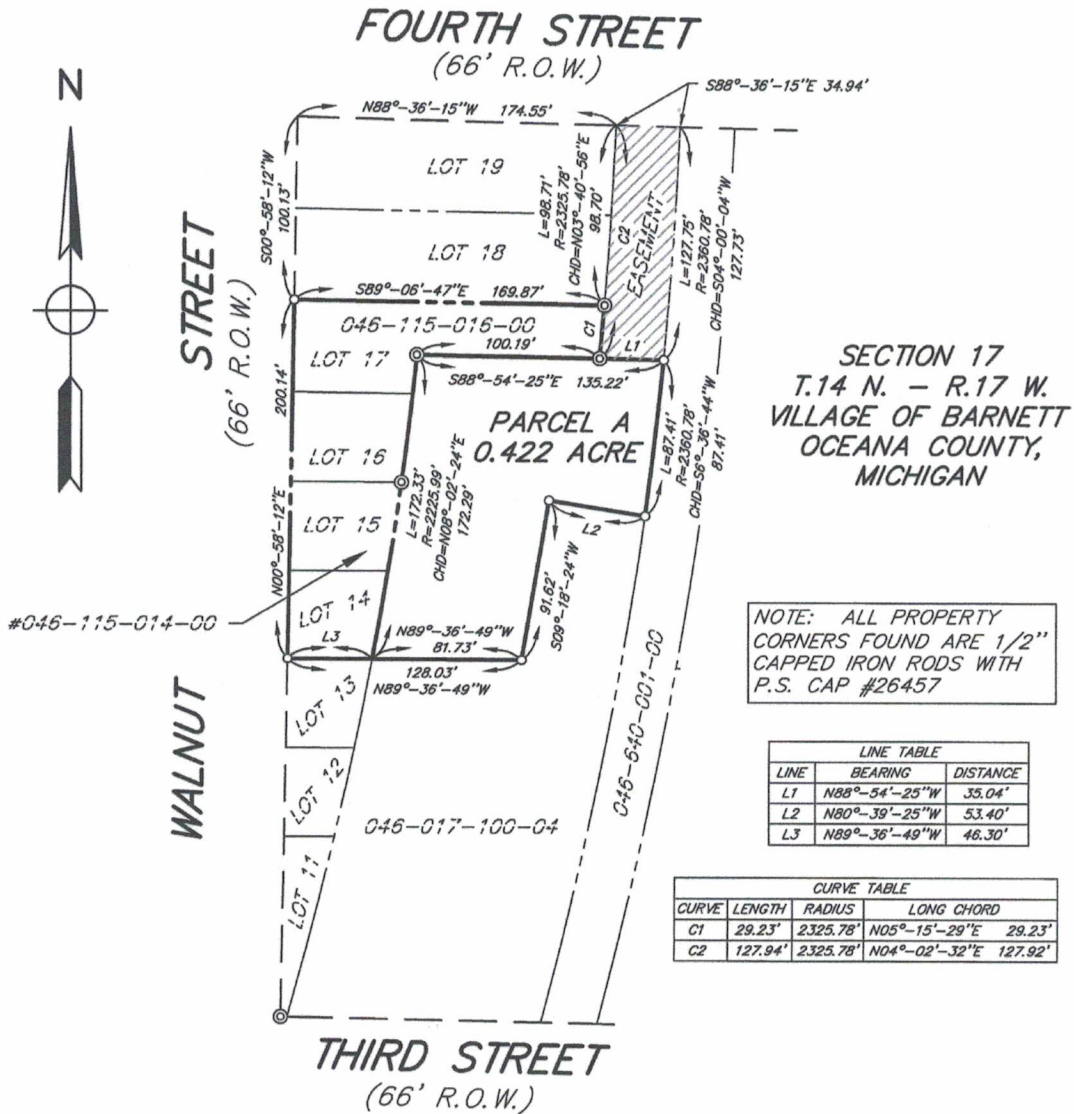 FOURTH STREET
(66' R.O.W.)
N
S88°-36'-15"E 34.94'
N88°-36'-15"W 174.55'
LOT 19
S00°-58'-12"W
100.13'
L=98.71'
R=2325.78'
CHD=N03°-40'-56"E
98.70'
C2
EASEMENT
L=127.75'
R=2360.78'
CHD=S04°-00'-04"W
127.73'
STREET
(66' R.O.W.)
LOT 18
S89°-06'-47"E 169.87'
046-115-016-00
C1
L1
100.19'
LOT 17
S88°-54'-25"E 135.22'
200.14'
PARCEL A
0.422 ACRE
SECTION 17
T.14 N. - R.17 W.
VILLAGE OF BARNETT
OCEANA COUNTY,
MICHIGAN
L=87.41'
R=2360.78'
CHD=S6°-36'-44"W
87.41'
LOT 16
L=172.33'
R=2225.99'
CHD=N08°-02'-24"E
172.29'
L2
LOT 15
N00°-58'-12"E
91.62'
S09°-18'-24"W
LOT 14
#046-115-014-00
L3
N89°-36'-49"W
81.73'
128.03'
N89°-36'-49"W
NOTE: ALL PROPERTY
CORNERS FOUND ARE 1/2"
CAPPED IRON RODS WITH
P.S. CAP #26457
WALNUT
LOT 13
LOT 12
LOT 11
046-017-100-04
046-640-001-00
LINE TABLE
LINE BEARING DISTANCE
L1 N88°-54'-25"W 35.04'
L2 N80°-39'-25"W 53.40'
L3 N89°-36'-49"W 46.30'
CURVE TABLE
CURVE LENGTH RADIUS LONG CHORD
C1 29.23' 2325.78' N05°-15'-29"E 29.23'
C2 127.94' 2325.78' N04°-02'-32"E 127.92'
THIRD STREET
(66' R.O.W.)